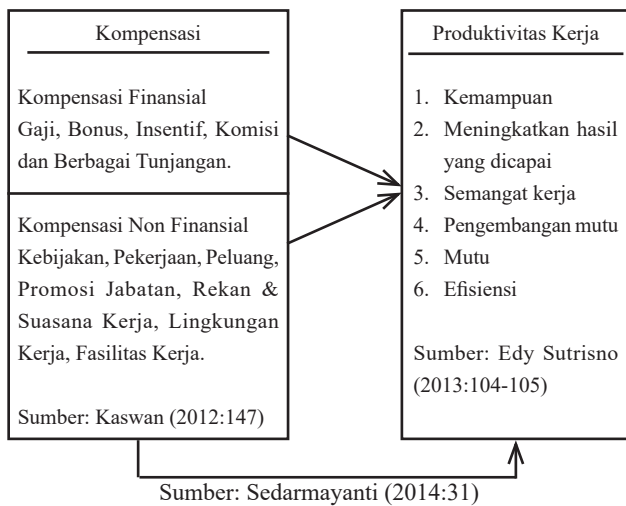 Kompensasi
Kompensasi Finansial
Gaji, Bonus, Insentif, Komisi
dan Berbagai Tunjangan.
Kompensasi Non Finansial
Kebijakan, Pekerjaan, Peluang,
Promosi Jabatan, Rekan &
Suasana Kerja, Lingkungan
Kerja, Fasilitas Kerja.
Sumber: Kaswan (2012:147)
Produktivitas Kerja
1. Kemampuan
2. Meningkatkan hasil
yang dicapai
3. Semangat kerja
4. Pengembangan mutu
5. Mutu
6. Efisiensi
Sumber: Edy Sutrisno
(2013:104-105)
Sumber: Sedarmayanti (2014:31)